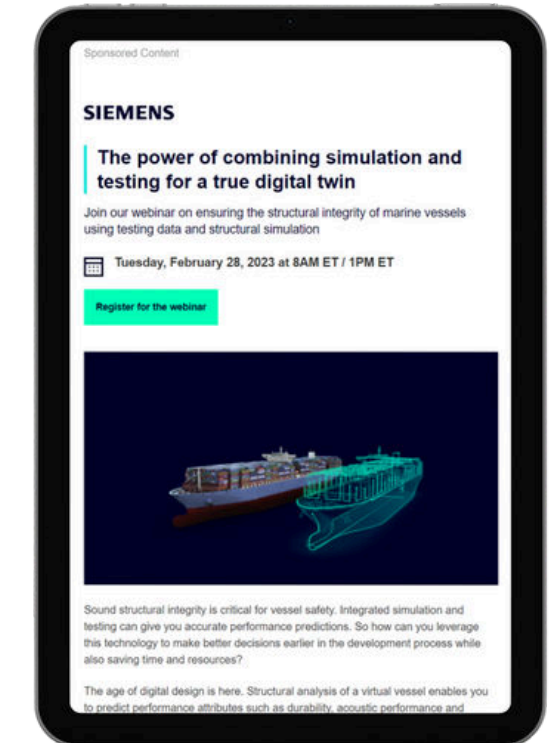 Sponsored Content
SIEMENS
The power of combining simulation and
testing for a true digital twin
Join our webinar on ensuring the structural integrity of marine vessels
using testing data and structural simulation
Tuesday, February 28, 2023 at 8AM ET / 1PM ET
Register for the webinar
Sound structural integrity is critical for vessel safety. Integrated simulation and
testing can give you accurate performance predictions. So how can you leverage
this technology to make better decisions earlier in the development process while
also saving time and resources?
The age of digital design is here. Structural analysis of a virtual vessel enables you
to predict performance attributes such as durability, acoustic performance and